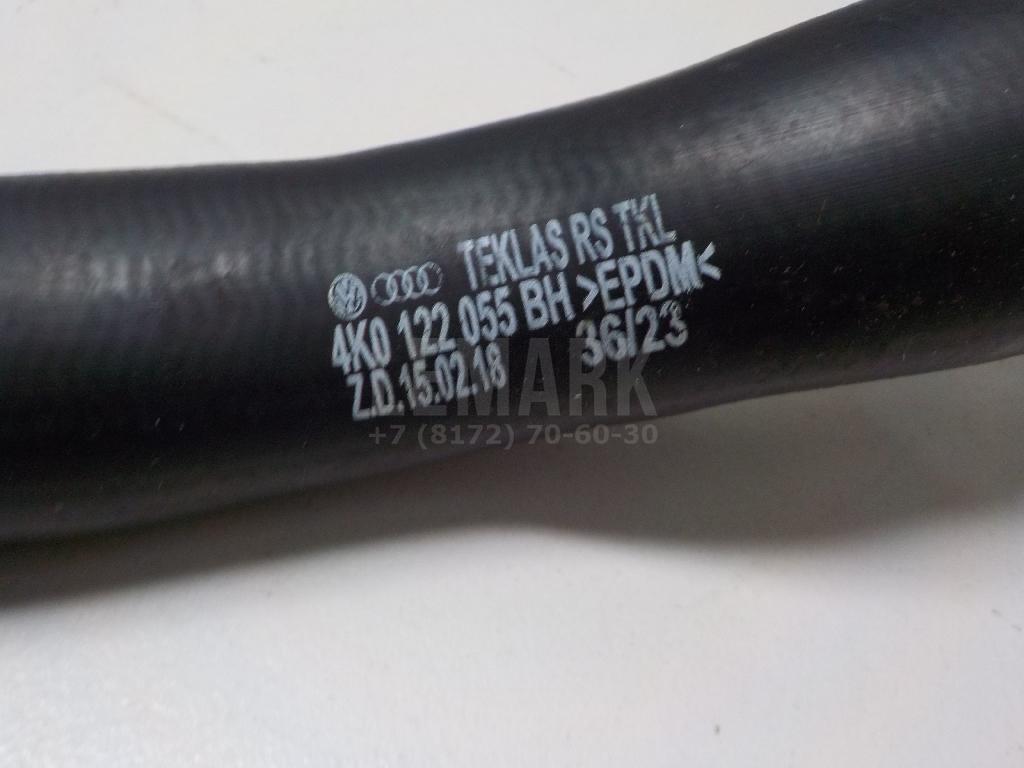 TEKLAS RS TKL
4K0 122 055 BH >EPDM<
Z.D.15.02.18 36/23
EMARK
+7 (8172) 70-60-30